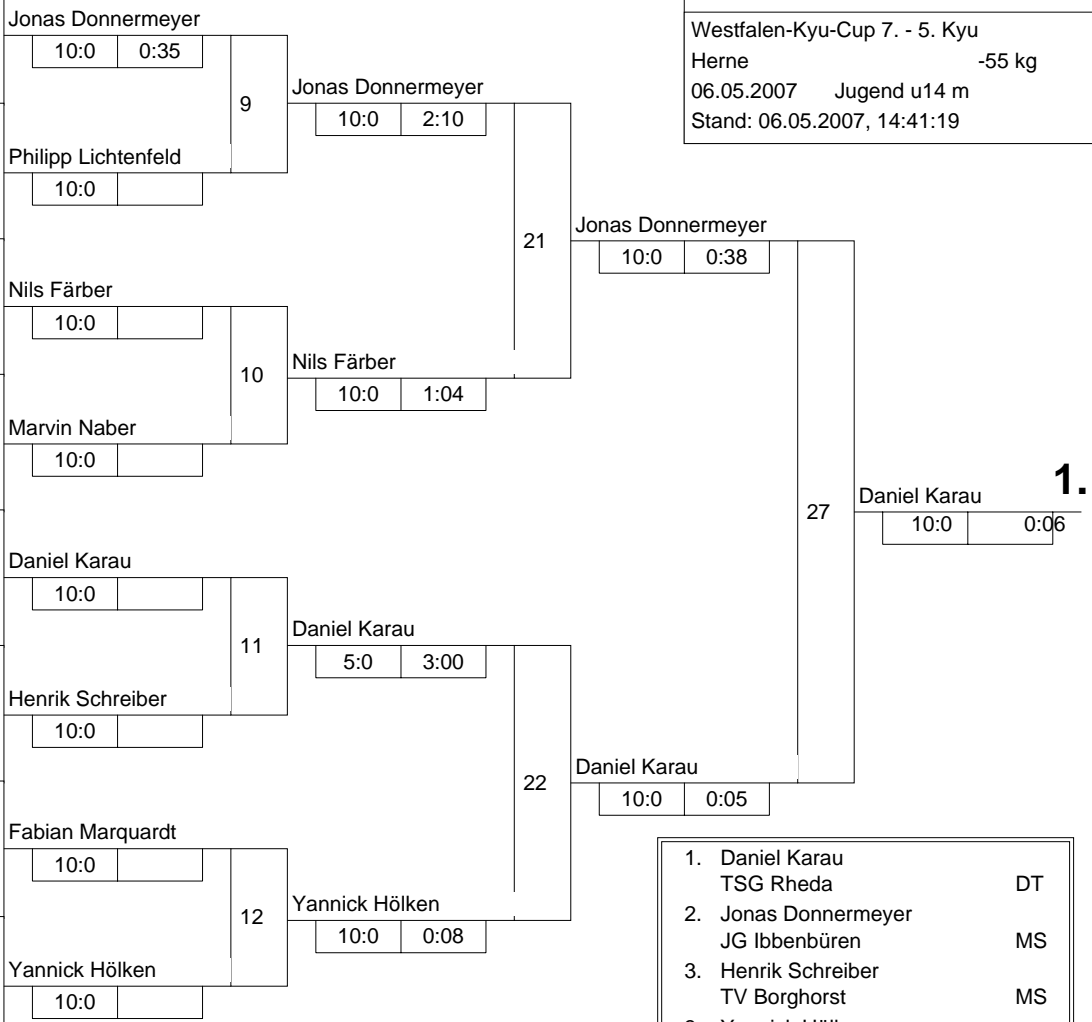 Jonas Donnermeyer
10:0 0:35
9
Philipp Lichtenfeld
10:0
Nils Färber
10:0
10
Marvin Naber
10:0
Daniel Karau
10:0
11
Henrik Schreiber
10:0
Fabian Marquardt
10:0
12
Yannick Hölken
10:0
Jonas Donnermeyer
10:0 2:10
21
Nils Färber
10:0 1:04
Daniel Karau
5:0 3:00
22
Yannick Hölken
10:0 0:08
Jonas Donnermeyer
10:0 0:38
27
Daniel Karau
10:0 0:05
Daniel Karau 1.
10:0 0:06
Westfalen-Kyu-Cup 7. - 5. Kyu
Herne -55 kg
06.05.2007 Jugend u14 m
Stand: 06.05.2007, 14:41:19
1. Daniel Karau
TSG Rheda DT
2. Jonas Donnermeyer
JG Ibbenbüren MS
3. Henrik Schreiber
TV Borghorst MS